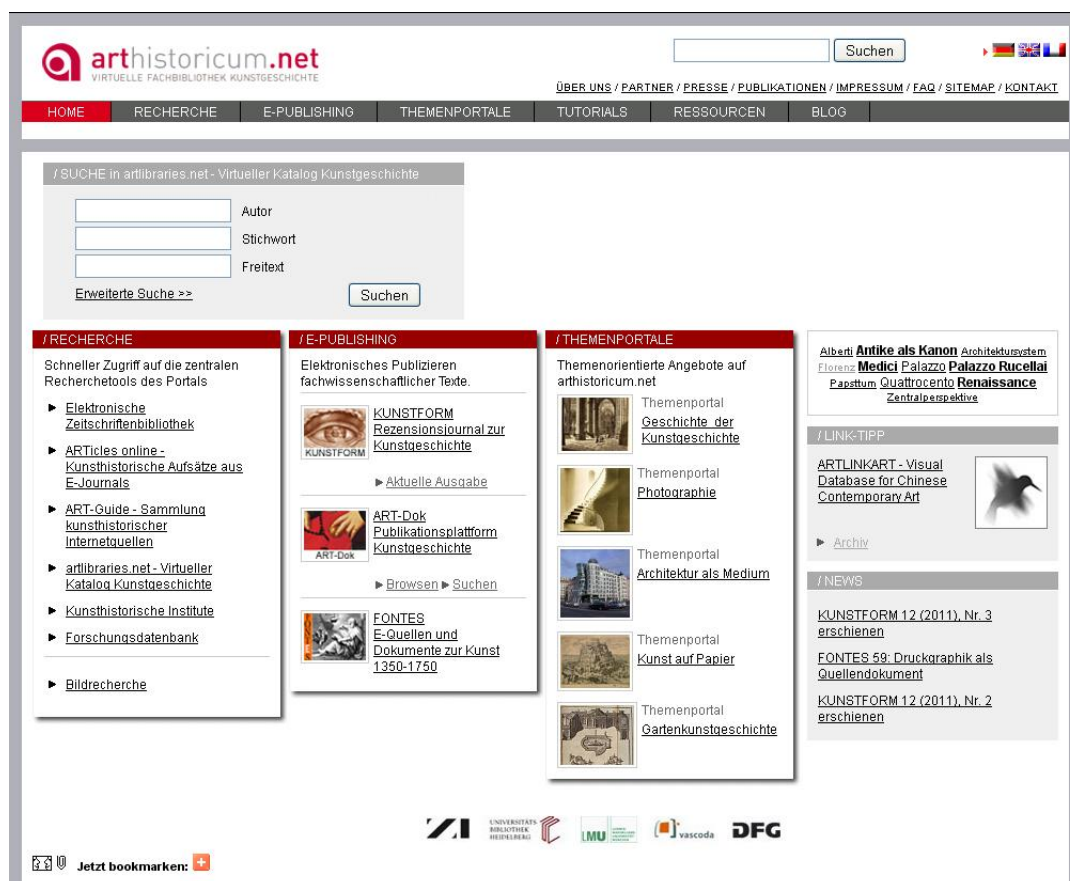 arthistoricum.net
VIRTUELLE FACHBIBLIOTHEK KUNSTGESCHICHTE
Suchen
ÜBER UNS / PARTNER / PRESSE / PUBLIKATIONEN / IMPRESSUM / FAQ / SITEMAP / KONTAKT
HOME RECHERCHE E-PUBLISHING THEMENPORTALE TUTORIALS RESSOURCEN BLOG
/ SUCHE in artlibraries.net - Virtueller Katalog Kunstgeschichte
Autor
Stichwort
Freitext
Erweiterte Suche >>
Suchen
/ RECHERCHE
Schneller Zugriff auf die zentralen
Recherchetools des Portals
Elektronische
Zeitschriftenbibliothek
ARTicles online -
Kunsthistorische Aufsätze aus
E-Journals
ART-Guide - Sammlung
kunsthistorischer
Internetquellen
artlibraries.net - Virtueller
Katalog Kunstgeschichte
Kunsthistorische Institute
Forschungsdatenbank
Bildrecherche
/ E-PUBLISHING
Elektronisches Publizieren
fachwissenschaftlicher Texte.
KUNSTFORM
KUNSTFORM
Rezensionsjournal zur
Kunstgeschichte
Aktuelle Ausgabe
ART-Dok
ART-Dok
Publikationsplattform
Kunstgeschichte
Browsen Suchen
FONTES
FONTES
E-Quellen und
Dokumente zur Kunst
1350-1750
/ THEMENPORTALE
Themenorientierte Angebote auf
arthistoricum.net
Themenportal
Geschichte der
Kunstgeschichte
Themenportal
Photographie
Themenportal
Architektur als Medium
Themenportal
Kunst auf Papier
Themenportal
Gartenkunstgeschichte
Alberti Antike als Kanon Architektursystem
Florenz Medici Palazzo Palazzo Rucellai
Papsttum Quattrocento Renaissance
Zentralperspektive
/ LINK-TIPP
ARTLINKART - Visual
Database for Chinese
Contemporary Art
Archiv
/ NEWS
KUNSTFORM 12 (2011), Nr. 3
erschienen
FONTES 59: Druckgraphik als
Quellendokument
KUNSTFORM 12 (2011), Nr. 2
erschienen
ZI
UNIVERSITÄTS
BIBLIOTHEK
HEIDELBERG
LMU
vascoda
DFG
Jetzt bookmarken: